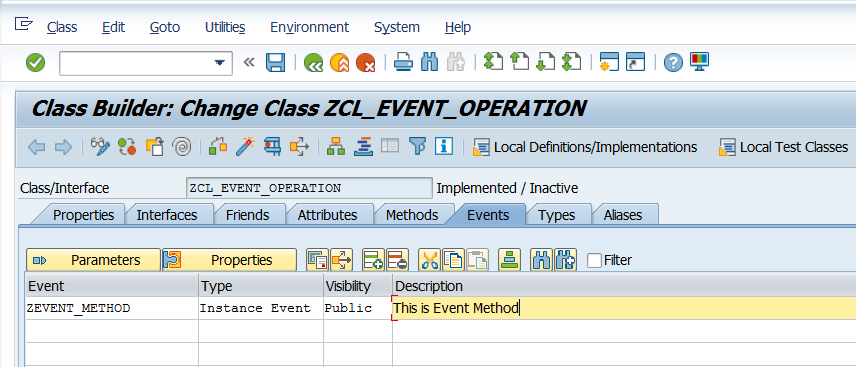 Class Edit Goto Utilities Environment System Help
Class Builder: Change Class ZCL_EVENT_OPERATION
Local Definitions/Implementations Local Test Classes
Class/Interface ZCL_EVENT_OPERATION Implemented / Inactive
Properties Interfaces Friends Attributes Methods Events Types Aliases
Parameters Properties Filter
Event Type Visibility Description
ZEVENT_METHOD Instance Event Public This is Event Method